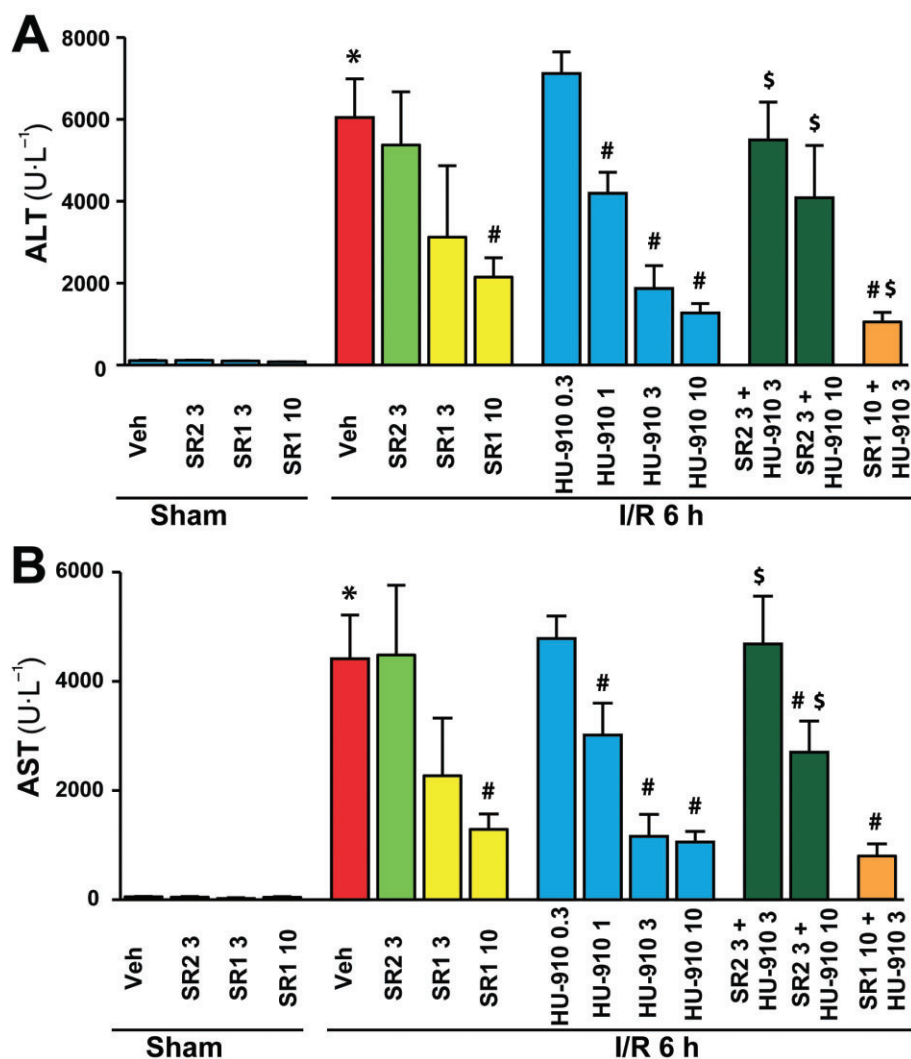 A
ALT (U·L⁻¹)
8000
6000
4000
2000
0
*
#
#
#
#
$
$
# $
Veh
SR2 3
SR1 3
SR1 10
Veh
SR2 3
SR1 3
SR1 10
HU-910 0.3
HU-910 1
HU-910 3
HU-910 10
SR2 3 +
HU-910 3
SR2 3 +
HU-910 10
SR1 10 +
HU-910 3
Sham
I/R 6 h
B
AST (U·L⁻¹)
6000
4000
2000
0
*
#
#
#
#
$
# $
#
Veh
SR2 3
SR1 3
SR1 10
Veh
SR2 3
SR1 3
SR1 10
HU-910 0.3
HU-910 1
HU-910 3
HU-910 10
SR2 3 +
HU-910 3
SR2 3 +
HU-910 10
SR1 10 +
HU-910 3
Sham
I/R 6 h